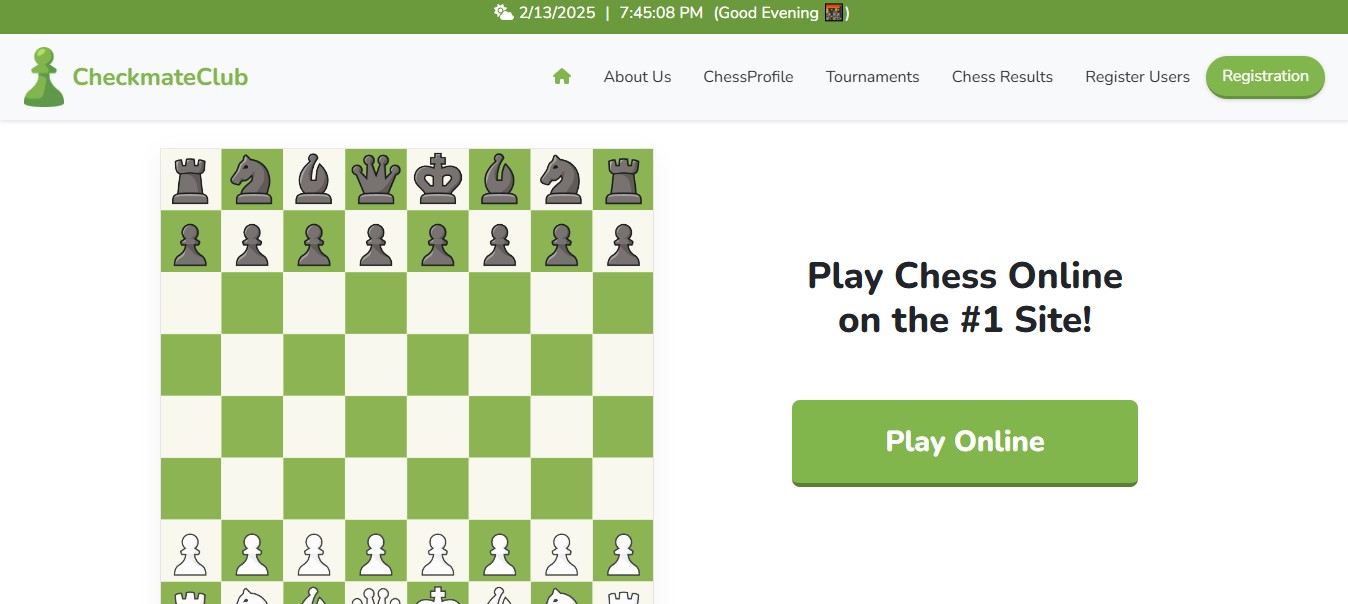 2/13/2025 | 7:45:08 PM (Good Evening 🌇)
CheckmateClub
About Us ChessProfile Tournaments Chess Results Register Users Registration
Play Chess Online
on the #1 Site!
Play Online